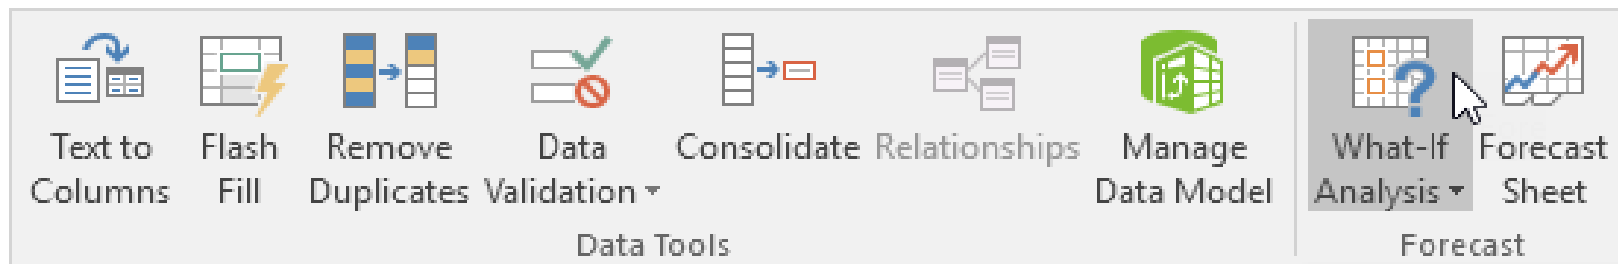 Text to Columns
Flash Fill
Remove Duplicates
Data Validation
Consolidate
Relationships
Manage Data Model
What-If Analysis
Forecast Sheet
Data Tools
Forecast